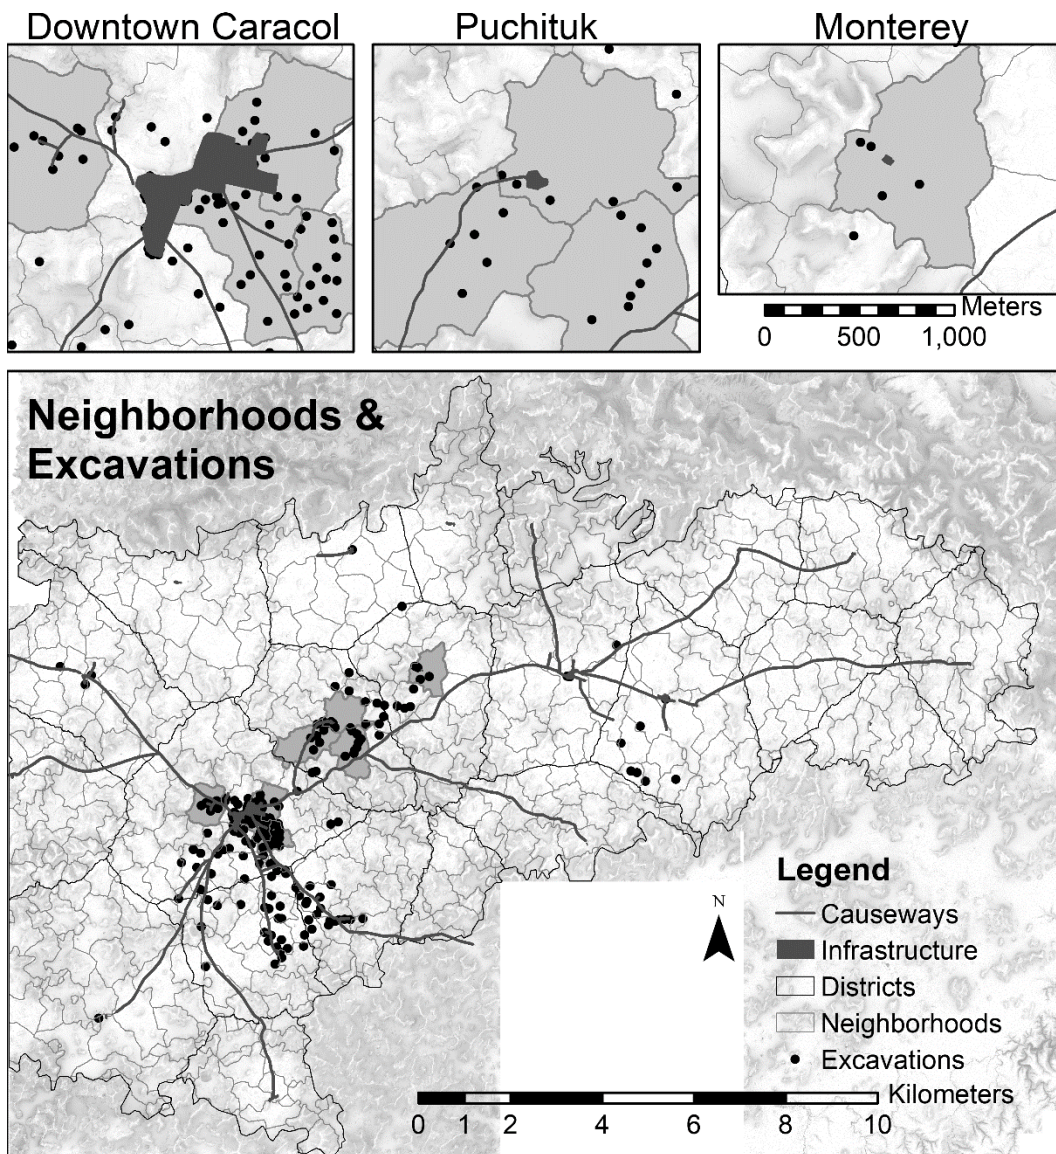 Downtown Caracol
Puchituk
Monterey
Meters
0 500 1,000
Neighborhoods &
Excavations
N
Legend
Causeways
Infrastructure
Districts
Neighborhoods
Excavations
Kilometers
0 1 2 4 6 8 10